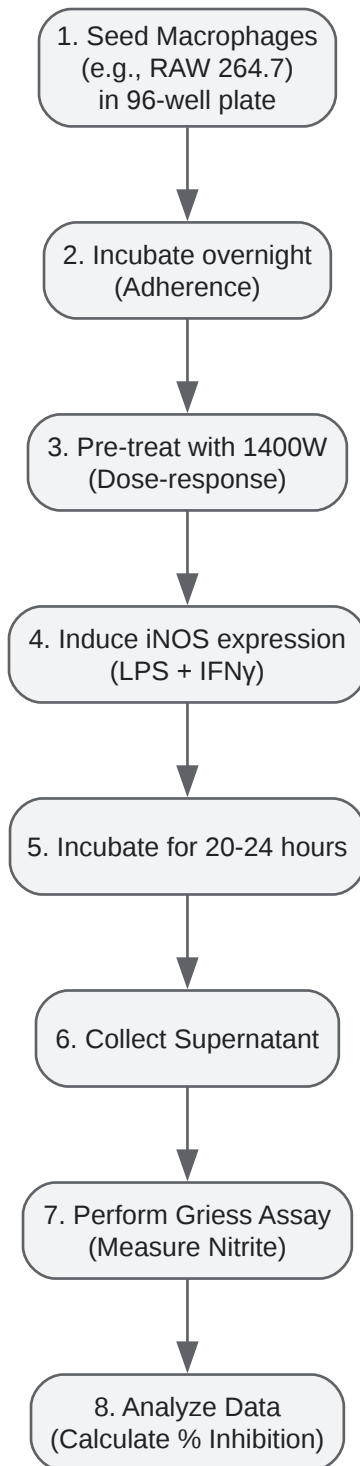 1. Seed Macrophages
(e.g., RAW 264.7)
in 96-well plate
2. Incubate overnight
(Adherence)
3. Pre-treat with 1400W
(Dose-response)
4. Induce iNOS expression
(LPS + IFNγ)
5. Incubate for 20-24 hours
6. Collect Supernatant
7. Perform Griess Assay
(Measure Nitrite)
8. Analyze Data
(Calculate % Inhibition)